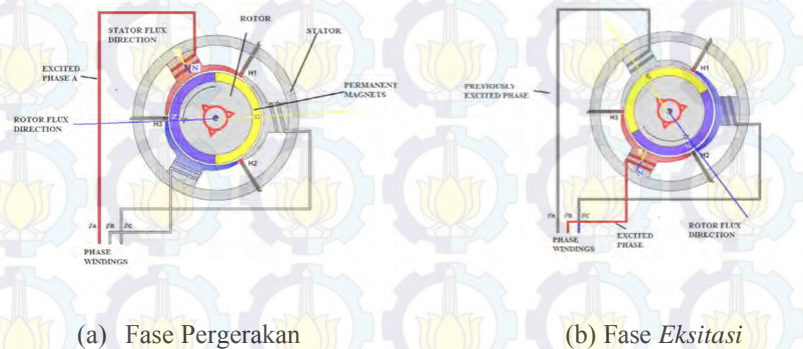 STATOR FLUX
DIRECTION
ROTOR
STATOR
EXCITED
PHASE A
N
H1
PERMANENT
MAGNETS
ROTOR FLUX
DIRECTION
H3
N
S
H2
ØA
ØB
ØC
PHASE
WINDINGS
(a) Fase Pergerakan
PREVIOUSLY
EXCITED PHASE
H1
H3
H2
ØA
ØB
ØC
PHASE
WINDINGS
EXCITED
PHASE
ROTOR FLUX
DIRECTION
(b) Fase Eksitasi